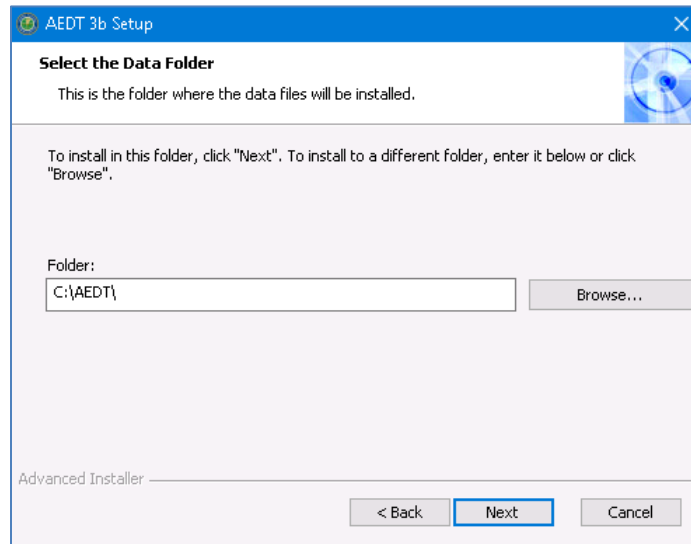 AEDT 3b Setup
Select the Data Folder
This is the folder where the data files will be installed.
To install in this folder, click "Next". To install to a different folder, enter it below or click
"Browse".
Folder:
C:\AEDT\
Browse...
Advanced Installer
< Back
Next
Cancel